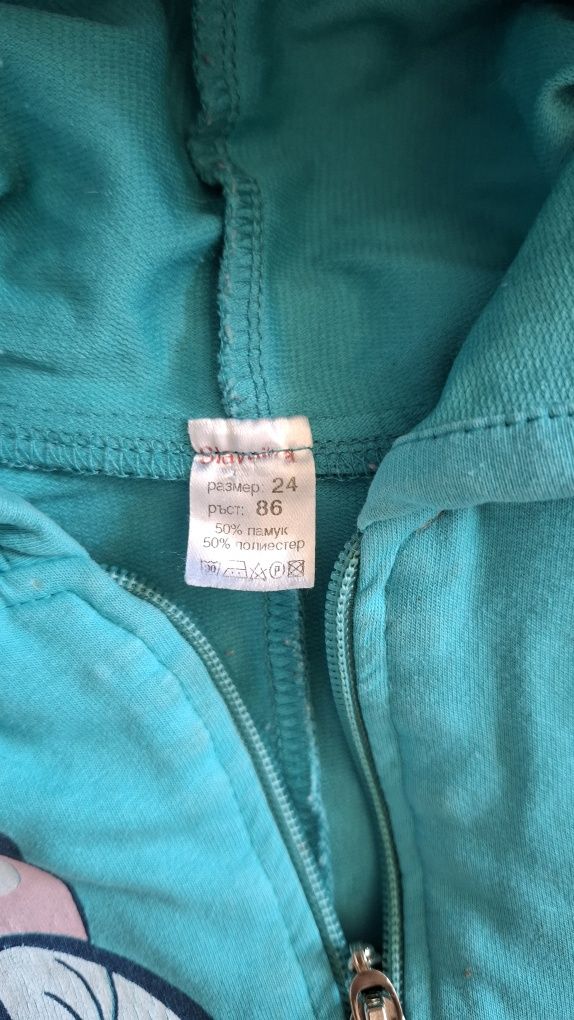 размер: 24
ръст: 86
50% памук
50% полиестер